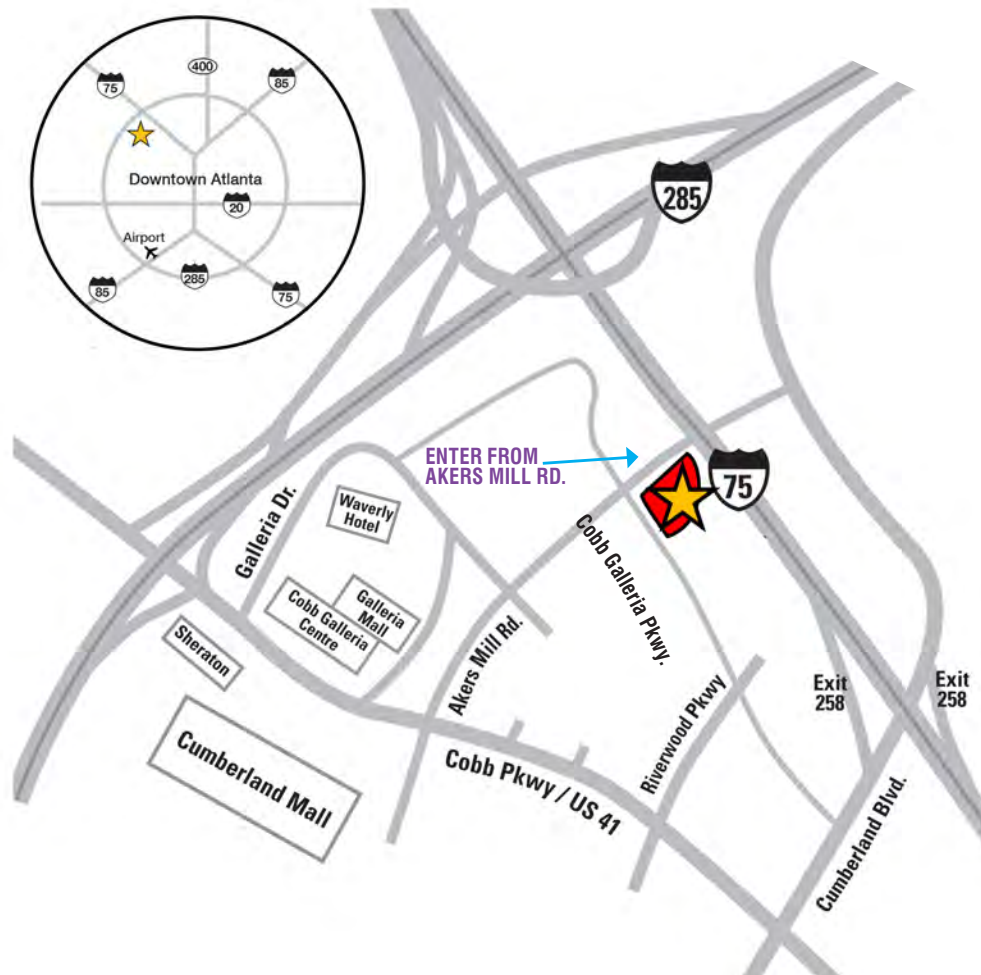 400
75
85
Downtown Atlanta
20
Airport
85
285
75
285
ENTER FROM
AKERS MILL RD.
75
Waverly
Hotel
Galleria Dr.
Cobb Galleria Pkwy.
Galleria
Mall
Cobb Galleria
Centre
Akers Mill Rd.
Sheraton
Riverwood Pkwy
Exit
258
Exit
258
Cumberland Mall
Cobb Pkwy / US 41
Cumberland Blvd.